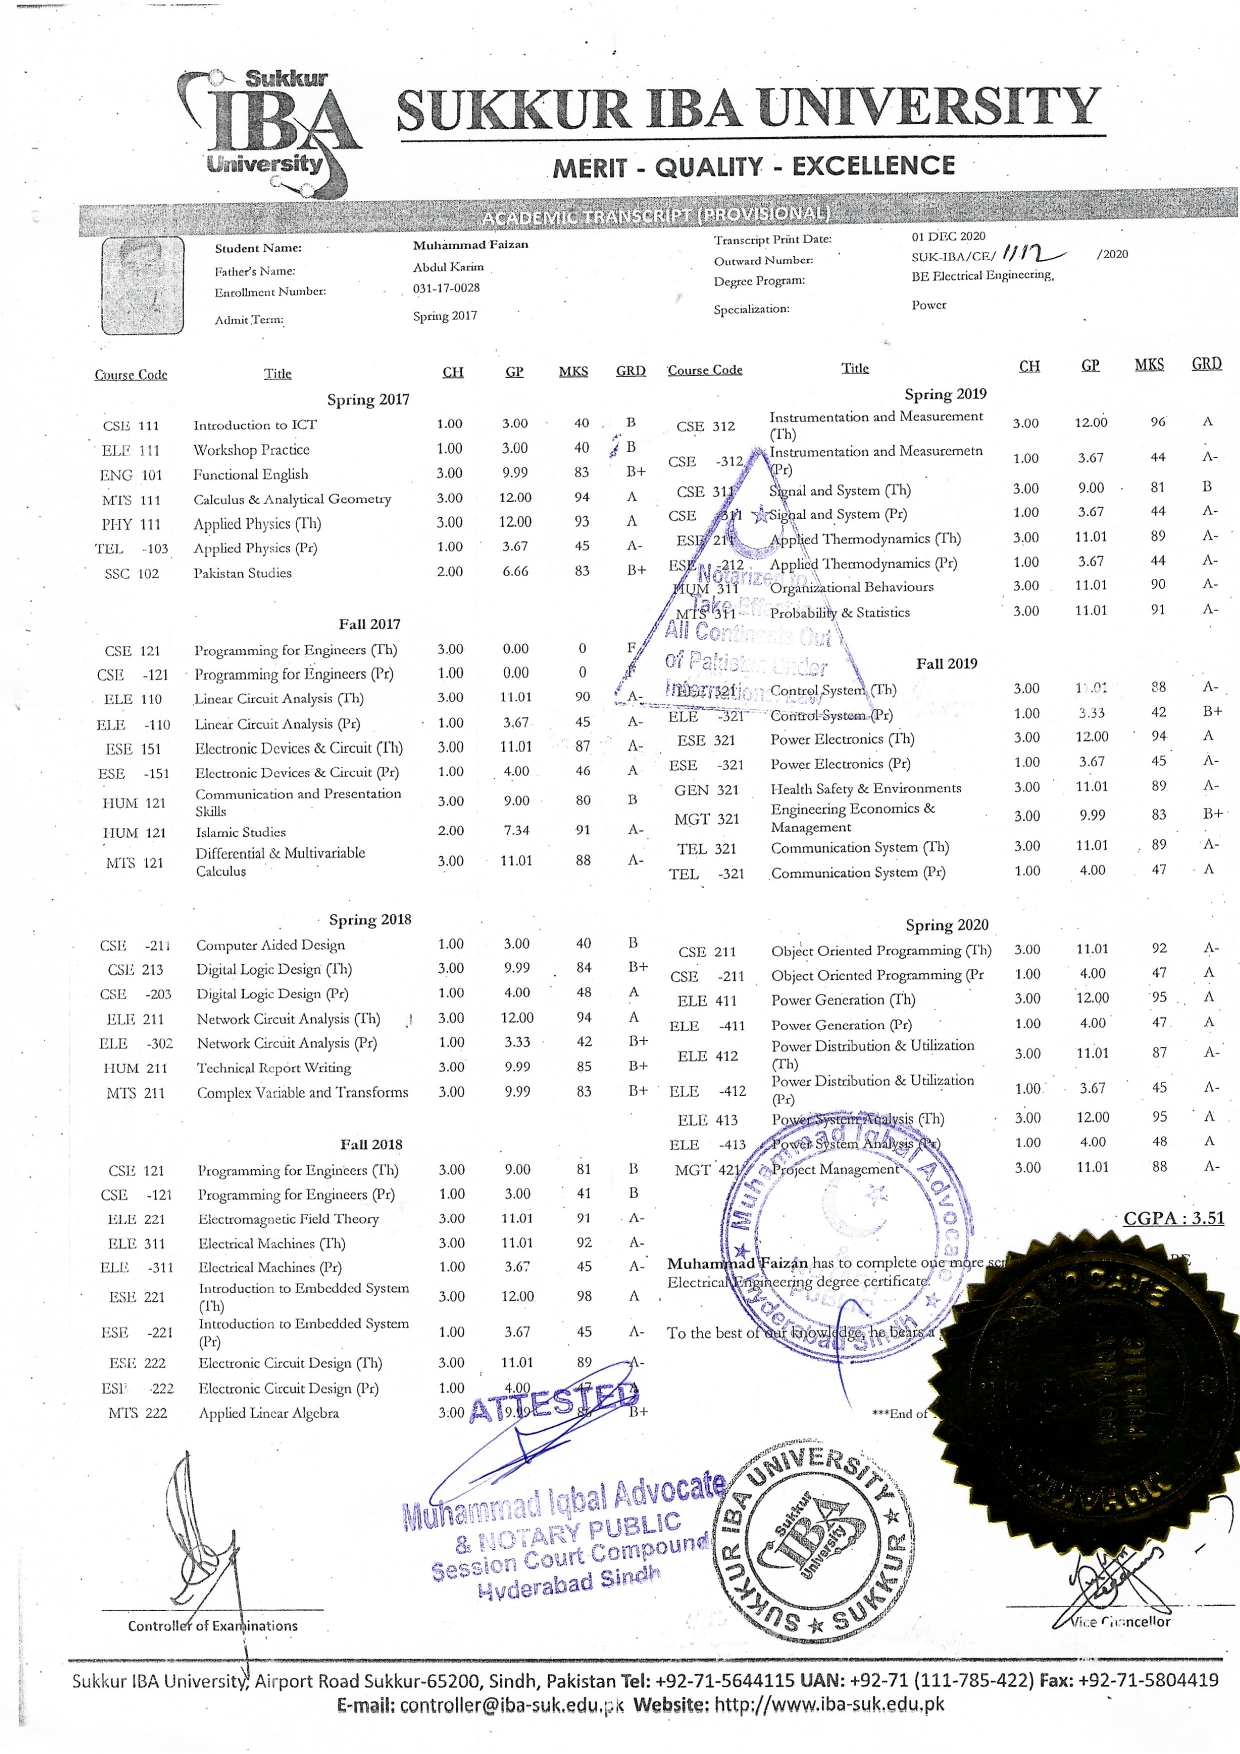 Sukkur
IBA
University
SUKKUR IBA UNIVERSITY
MERIT - QUALITY - EXCELLENCE
ACADEMIC TRANSCRIPT (PROVISIONAL)
Student Name: Muhammad Faizan
Father's Name: Abdul Karim
Enrollment Number: 031-17-0028
Admit Term: Spring 2017
Transcript Print Date: 01 DEC 2020
Outward Number: SUK-IBA/CE/ 1112 /2020
Degree Program: BE Electrical Engineering,
Specialization: Power
Course Code Title CH GP MKS GRD
Spring 2017
CSE 111 Introduction to ICT 1.00 3.00 40 B
ELE 111 Workshop Practice 1.00 3.00 40 B
ENG 101 Functional English 3.00 9.99 83 B+
MTS 111 Calculus & Analytical Geometry 3.00 12.00 94 A
PHY 111 Applied Physics (Th) 3.00 12.00 93 A
TEL -103 Applied Physics (Pr) 1.00 3.67 45 A-
SSC 102 Pakistan Studies 2.00 6.66 83 B+
Fall 2017
CSE 121 Programming for Engineers (Th) 3.00 0.00 0 F
CSE -121 Programming for Engineers (Pr) 1.00 0.00 0 F
ELE 110 Linear Circuit Analysis (Th) 3.00 11.01 90 A-
ELE -110 Linear Circuit Analysis (Pr) 1.00 3.67 45 A-
ESE 151 Electronic Devices & Circuit (Th) 3.00 11.01 87 A-
ESE -151 Electronic Devices & Circuit (Pr) 1.00 4.00 46 A
HUM 121 Communication and Presentation Skills 3.00 9.00 80 B
HUM 121 Islamic Studies 2.00 7.34 91 A-
MTS 121 Differential & Multivariable Calculus 3.00 11.01 88 A-
Spring 2018
CSE -211 Computer Aided Design 1.00 3.00 40 B
CSE 213 Digital Logic Design (Th) 3.00 9.99 84 B+
CSE -203 Digital Logic Design (Pr) 1.00 4.00 48 A
ELE 211 Network Circuit Analysis (Th) 3.00 12.00 94 A
ELE -302 Network Circuit Analysis (Pr) 1.00 3.33 42 B+
HUM 211 Technical Report Writing 3.00 9.99 85 B+
MTS 211 Complex Variable and Transforms 3.00 9.99 83 B+
Fall 2018
CSE 121 Programming for Engineers (Th) 3.00 9.00 81 B
CSE -121 Programming for Engineers (Pr) 1.00 3.00 41 B
ELE 221 Electromagnetic Field Theory 3.00 11.01 91 A-
ELE 311 Electrical Machines (Th) 3.00 11.01 92 A-
ELE -311 Electrical Machines (Pr) 1.00 3.67 45 A-
ESE 221 Introduction to Embedded System (Th) 3.00 12.00 98 A
ESE -221 Introduction to Embedded System (Pr) 1.00 3.67 45 A-
ESE 222 Electronic Circuit Design (Th) 3.00 11.01 89 A-
ESE -222 Electronic Circuit Design (Pr) 1.00 4.00 47 A
MTS 222 Applied Linear Algebra 3.00 9.99 B+
Course Code Title CH GP MKS GRD
Spring 2019
CSE 312 Instrumentation and Measurement (Th) 3.00 12.00 96 A
CSE -312 Instrumentation and Measuremetn (Pr) 1.00 3.67 44 A-
CSE 311 Signal and System (Th) 3.00 9.00 81 B
CSE -311 Signal and System (Pr) 1.00 3.67 44 A-
ESE 211 Applied Thermodynamics (Th) 3.00 11.01 89 A-
ESE -212 Applied Thermodynamics (Pr) 1.00 3.67 44 A-
HUM 311 Organizational Behaviours 3.00 11.01 90 A-
MTS 311 Probability & Statistics 3.00 11.01 91 A-
Fall 2019
321 Control System (Th) 3.00 11.01 88 A-
ELE -321 Control System (Pr) 1.00 3.33 42 B+
ESE 321 Power Electronics (Th) 3.00 12.00 94 A
ESE -321 Power Electronics (Pr) 1.00 3.67 45 A-
GEN 321 Health Safety & Environments 3.00 11.01 89 A-
MGT 321 Engineering Economics & Management 3.00 9.99 83 B+
TEL 321 Communication System (Th) 3.00 11.01 89 A-
TEL -321 Communication System (Pr) 1.00 4.00 47 A
Spring 2020
CSE 211 Object Oriented Programming (Th) 3.00 11.01 92 A-
CSE -211 Object Oriented Programming (Pr 1.00 4.00 47 A
ELE 411 Power Generation (Th) 3.00 12.00 95 A
ELE -411 Power Generation (Pr) 1.00 4.00 47 A
ELE 412 Power Distribution & Utilization (Th) 3.00 11.01 87 A-
ELE -412 Power Distribution & Utilization (Pr) 1.00 3.67 45 A-
ELE 413 Power System Analysis (Th) 3.00 12.00 95 A
ELE -413 Power System Analysis (Pr) 1.00 4.00 48 A
MGT 421 Project Management 3.00 11.01 88 A-
CGPA : 3.51
Muhammad Faizan has to complete one more
Electrical Engineering degree certificate.
To the best of our knowledge, he bears a
***End of
Notarized to
Take Effect in
All Continents Out
of Pakistan Under
International Law
Muhammad Iqbal Advocate
Hyderabad Sindh
ATTESTED
Muhammad Iqbal Advocate
& NOTARY PUBLIC
Session Court Compound
Hyderabad Sindh
SUKKUR IBA UNIVERSITY SUKKUR
Sukkur
IBA
University
ADVOCATE
Controller of Examinations
Vice Chancellor
Sukkur IBA University, Airport Road Sukkur-65200, Sindh, Pakistan Tel: +92-71-5644115 UAN: +92-71 (111-785-422) Fax: +92-71-5804419
E-mail: controller@iba-suk.edu.pk Website: http://www.iba-suk.edu.pk